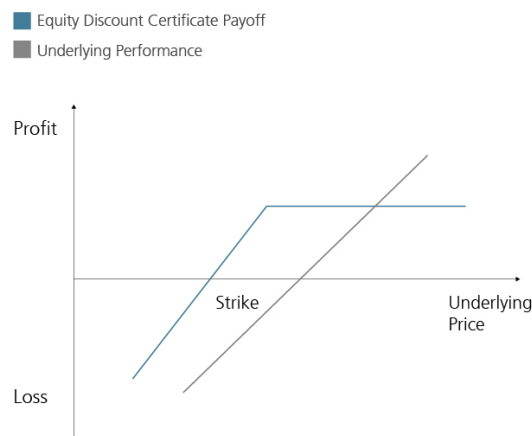 Equity Discount Certificate Payoff
Underlying Performance
Profit
Strike
Underlying
Price
Loss